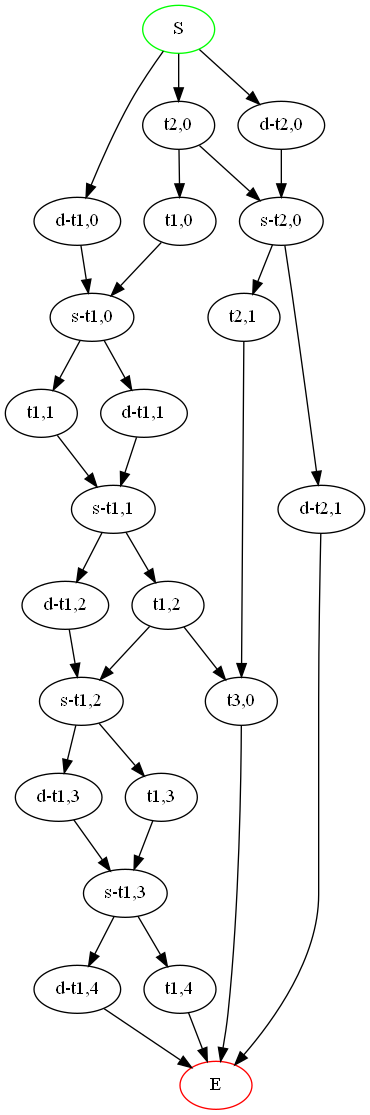 S
t2,0
d-t2,0
d-t1,0
t1,0
s-t2,0
s-t1,0
t2,1
t1,1
d-t1,1
s-t1,1
d-t2,1
d-t1,2
t1,2
s-t1,2
t3,0
d-t1,3
t1,3
s-t1,3
d-t1,4
t1,4
E